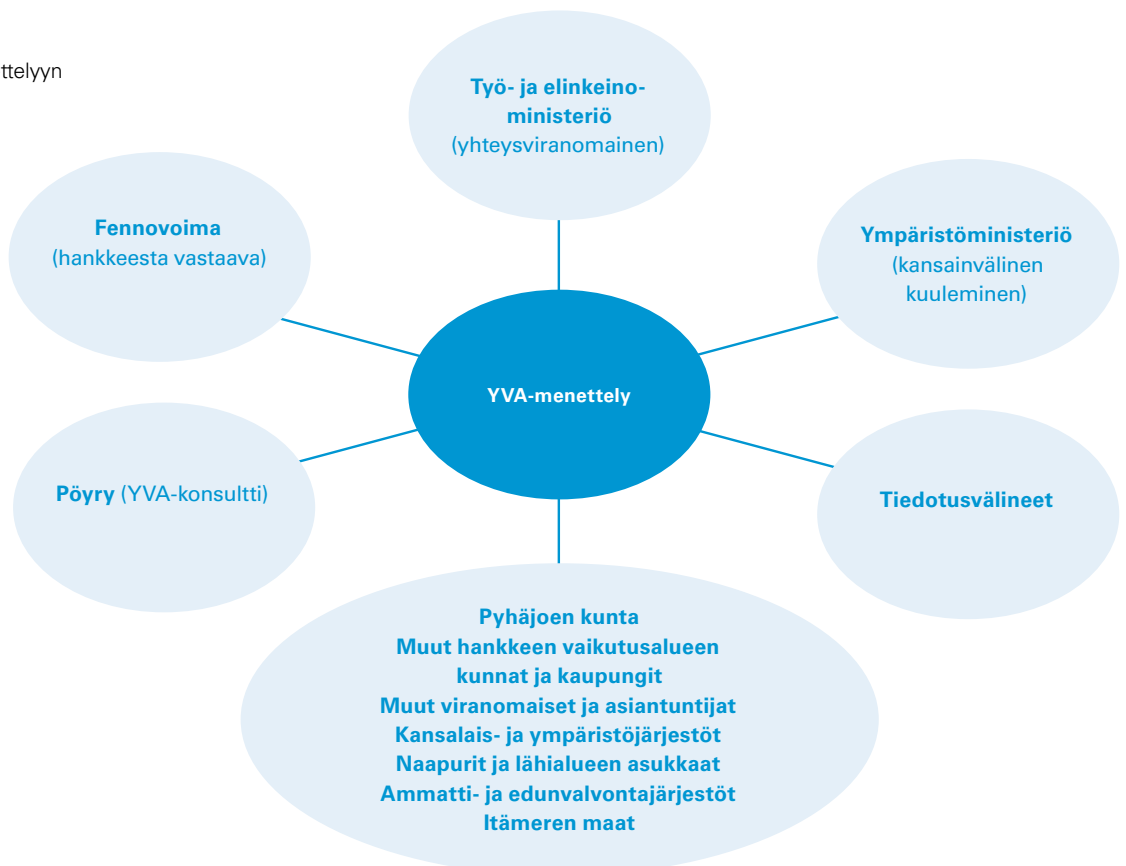 ttelyyn
Työ- ja elinkeino-
ministeriö
(yhteysviranomainen)
Fennovoima
(hankkeesta vastaava)
Ympäristöministeriö
(kansainvälinen
kuuleminen)
YVA-menettely
Pöyry (YVA-konsultti)
Tiedotusvälineet
Pyhäjoen kunta
Muut hankkeen vaikutusalueen
kunnat ja kaupungit
Muut viranomaiset ja asiantuntijat
Kansalais- ja ympäristöjärjestöt
Naapurit ja lähialueen asukkaat
Ammatti- ja edunvalvontajärjestöt
Itämeren maat